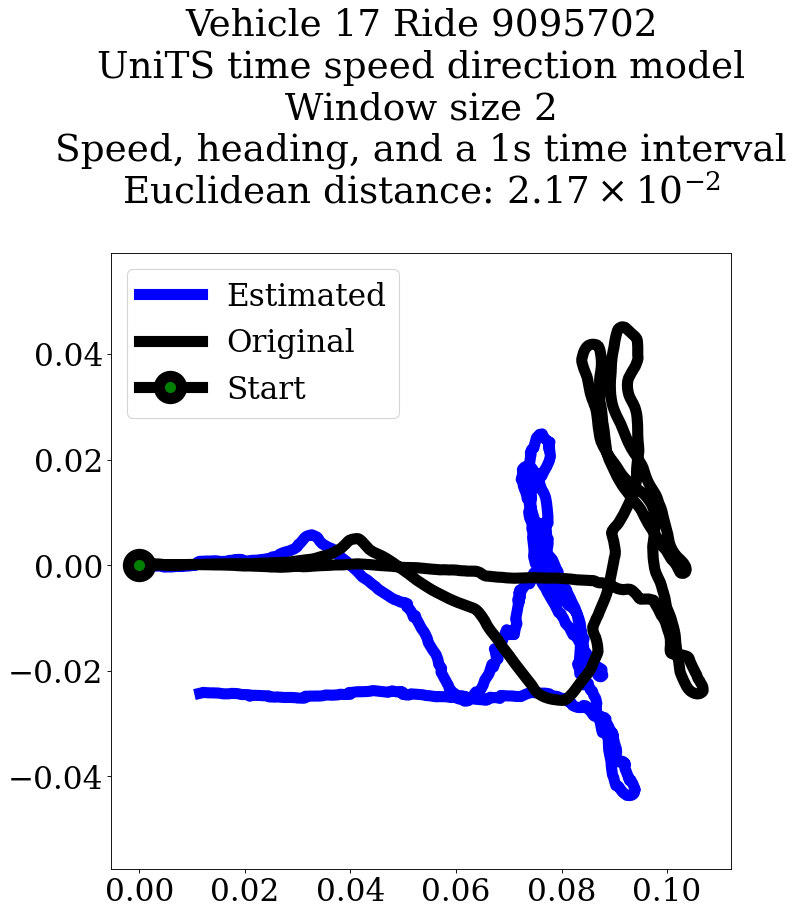 Vehicle 17 Ride 9095702
UniTS time speed direction model
Window size 2
Speed, heading, and a 1s time interval
Euclidean distance: 2.17 × 10⁻²
Estimated
Original
Start
0.04
0.02
0.00
−0.02
−0.04
0.00 0.02 0.04 0.06 0.08 0.10